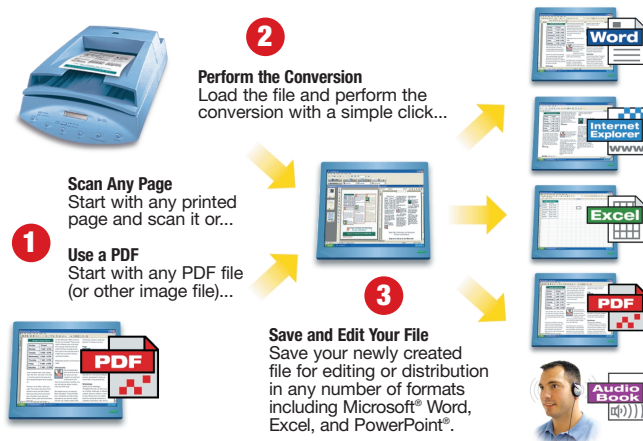 2
Perform the Conversion
Load the file and perform the
conversion with a simple click...
Scan Any Page
Start with any printed
page and scan it or...
1
Use a PDF
Start with any PDF file
(or other image file)...
PDF
3
Save and Edit Your File
Save your newly created
file for editing or distribution
in any number of formats
including Microsoft® Word,
Excel, and PowerPoint®.
Word
Internet
Explorer
www
Excel
PDF
Audio
Book